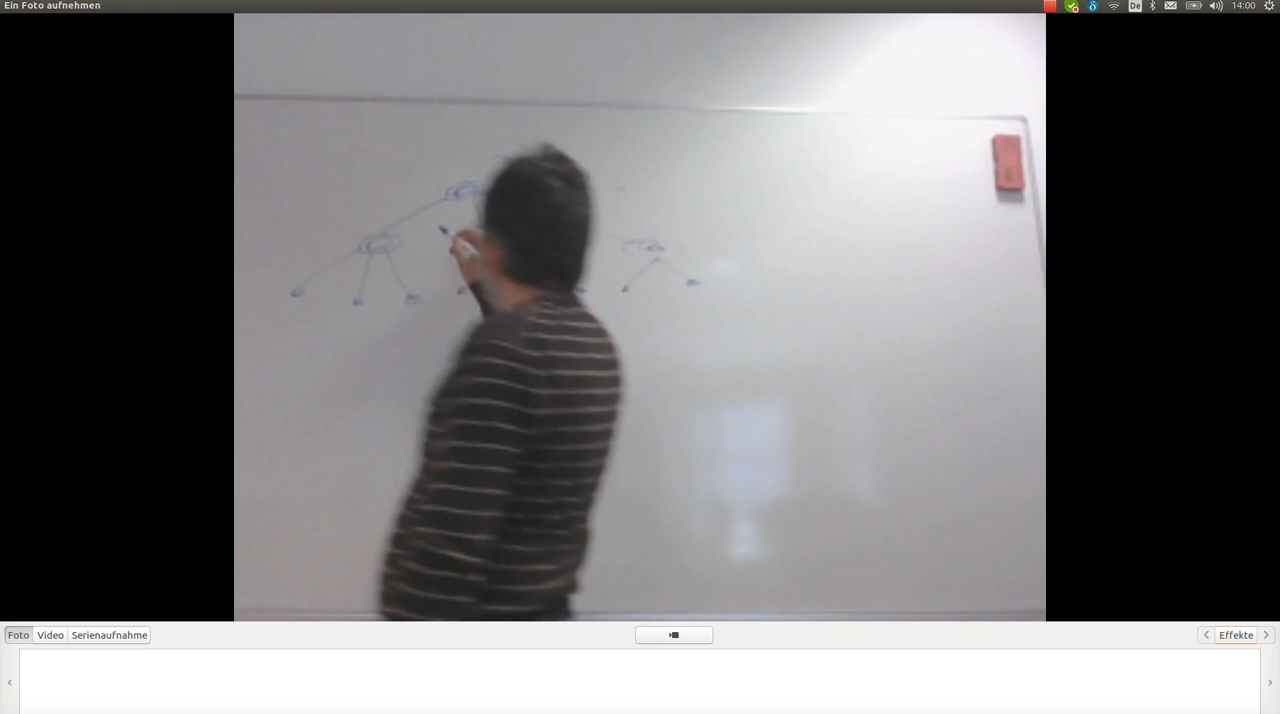 Ein Foto aufnehmen
De
14:00
Foto Video Serienaufnahme
Effekte